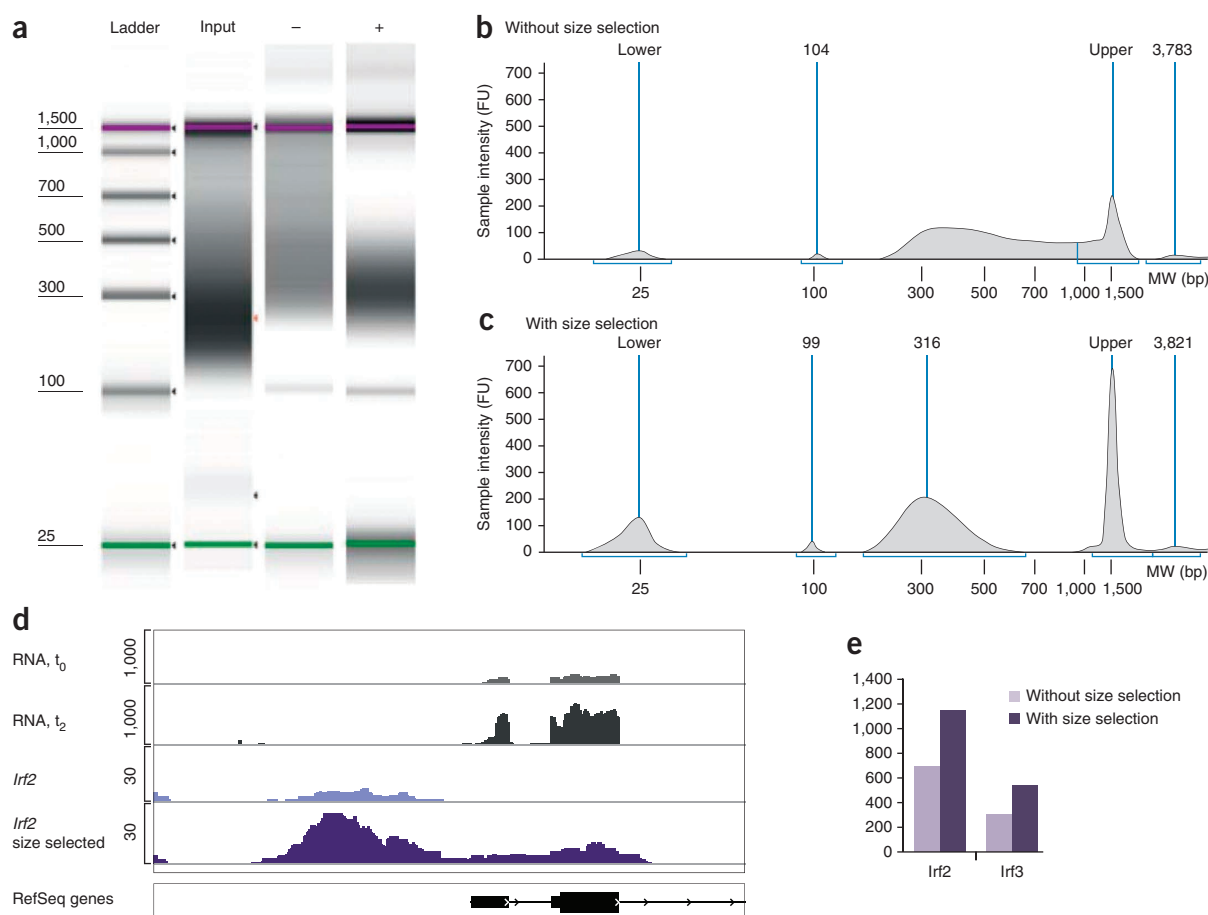 a
Ladder Input – +
1,500
1,000
700
500
300
100
25
b Without size selection
Lower 104 Upper 3,783
Sample intensity (FU)
700
600
500
400
300
200
100
0
25 100 300 500 700 1,000 1,500 MW (bp)
c With size selection
Lower 99 316 Upper 3,821
Sample intensity (FU)
700
600
500
400
300
200
100
0
25 100 300 500 700 1,000 1,500 MW (bp)
d
RNA, t0 1,000
RNA, t2 1,000
Irf2 30
Irf2
size selected 30
RefSeq genes
e
1,400
1,200
1,000
800
600
400
200
0
Without size selection
With size selection
Irf2 Irf3